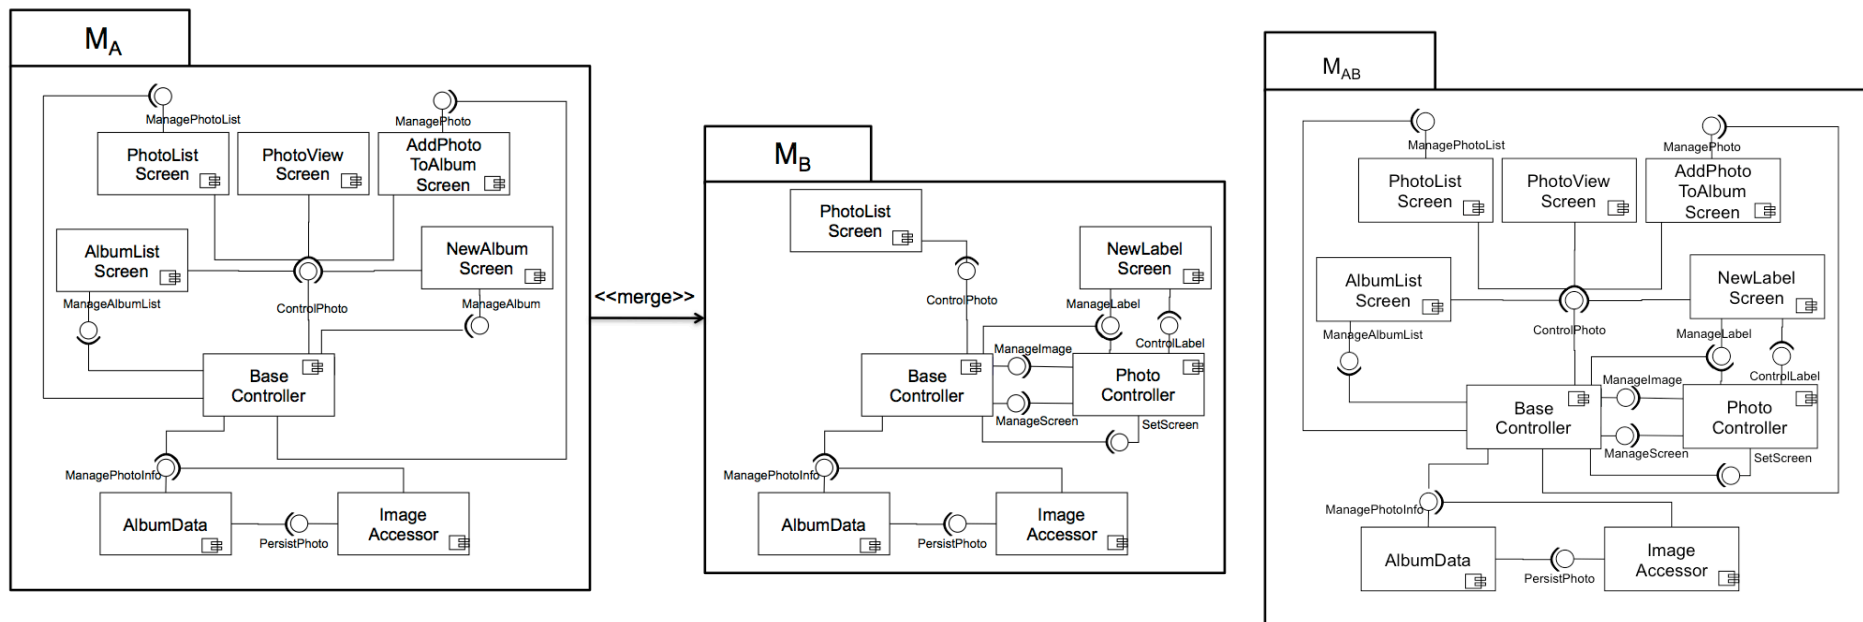 M_A
ManagePhotoList
ManagePhoto
PhotoList
Screen
PhotoView
Screen
AddPhoto
ToAlbum
Screen
AlbumList
Screen
NewAlbum
Screen
ManageAlbumList
ControlPhoto
ManageAlbum
Base
Controller
ManagePhotoInfo
AlbumData
PersistPhoto
Image
Accessor
<<merge>>
M_B
PhotoList
Screen
NewLabel
Screen
ControlPhoto
ManageLabel
ManageImage
ControlLabel
Base
Controller
Photo
Controller
ManageScreen
SetScreen
ManagePhotoInfo
AlbumData
PersistPhoto
Image
Accessor
M_AB
ManagePhotoList
ManagePhoto
PhotoList
Screen
PhotoView
Screen
AddPhoto
ToAlbum
Screen
AlbumList
Screen
NewLabel
Screen
ManageAlbumList
ControlPhoto
ManageLabel
ManageImage
ControlLabel
Base
Controller
Photo
Controller
ManageScreen
SetScreen
ManagePhotoInfo
AlbumData
PersistPhoto
Image
Accessor